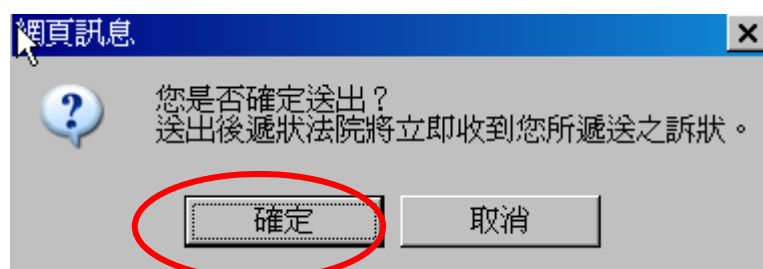 網頁訊息
您是否確定送出？
送出後遞狀法院將立即收到您所遞送之訴狀。
確定
取消